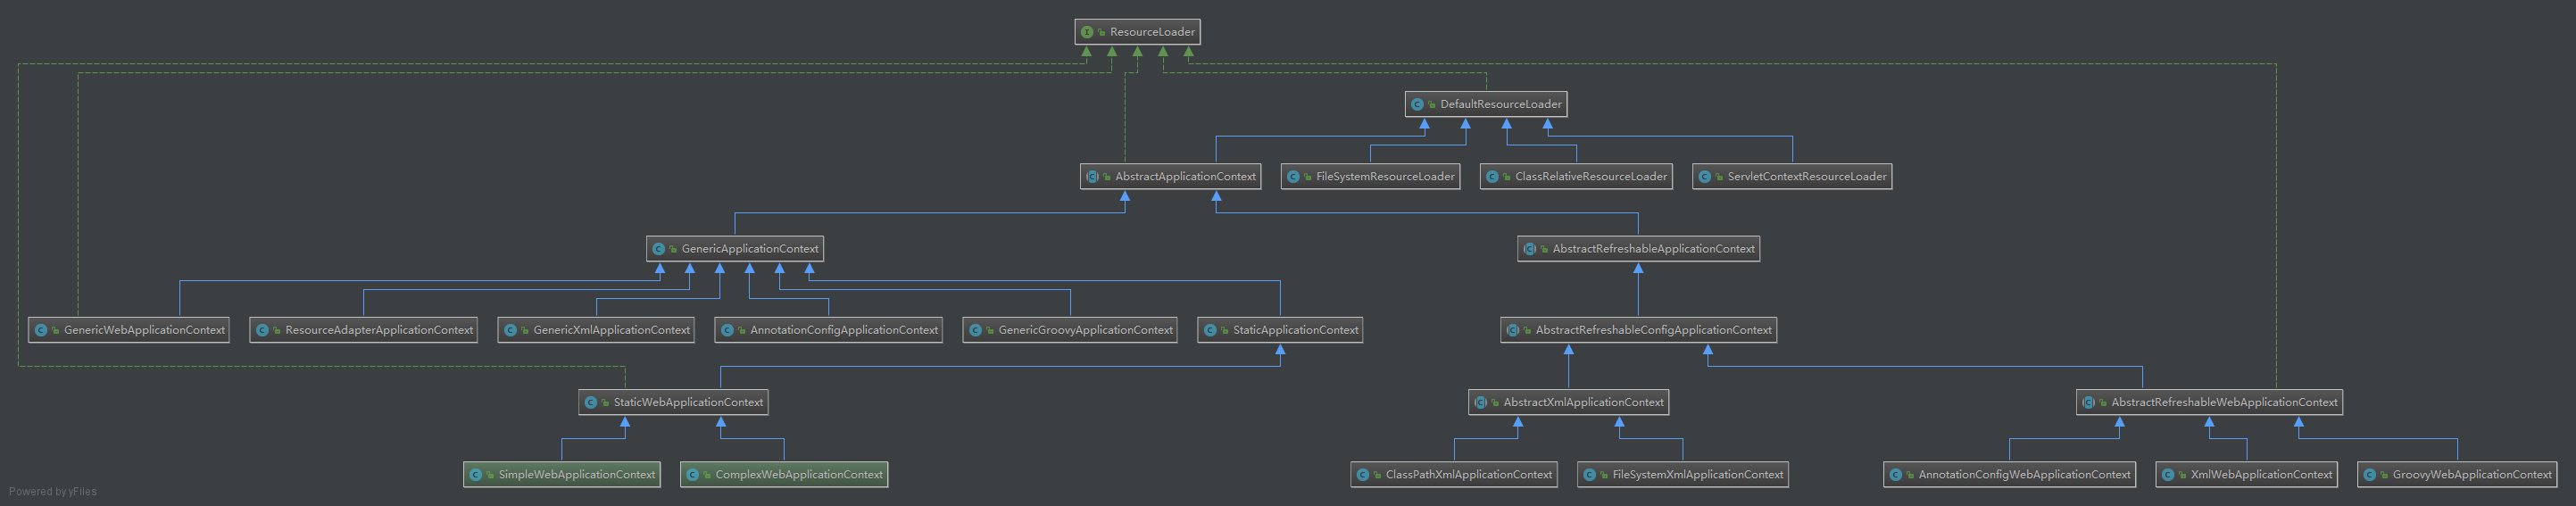 ResourceLoader
DefaultResourceLoader
AbstractApplicationContext
FileSystemResourceLoader
ClassRelativeResourceLoader
ServletContextResourceLoader
GenericApplicationContext
AbstractRefreshableApplicationContext
GenericWebApplicationContext
ResourceAdapterApplicationContext
GenericXmlApplicationContext
AnnotationConfigApplicationContext
GenericGroovyApplicationContext
StaticApplicationContext
AbstractRefreshableConfigApplicationContext
StaticWebApplicationContext
AbstractXmlApplicationContext
AbstractRefreshableWebApplicationContext
SimpleWebApplicationContext
ComplexWebApplicationContext
ClassPathXmlApplicationContext
FileSystemXmlApplicationContext
AnnotationConfigWebApplicationContext
XmlWebApplicationContext
GroovyWebApplicationContext
Powered by yFiles